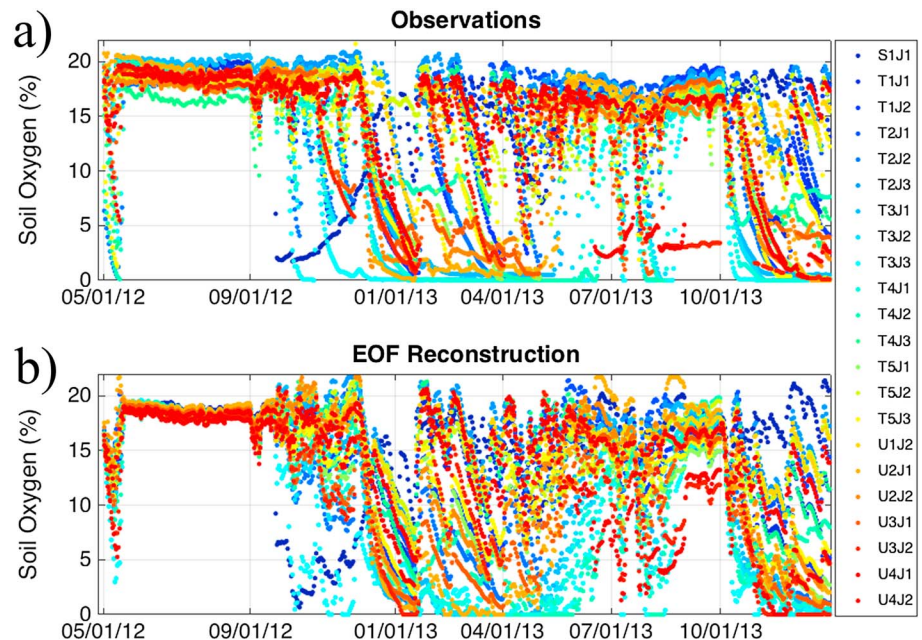 a)
Observations
Soil Oxygen (%)
20
15
10
5
0
05/01/12 09/01/12 01/01/13 04/01/13 07/01/13 10/01/13
b)
EOF Reconstruction
Soil Oxygen (%)
20
15
10
5
0
05/01/12 09/01/12 01/01/13 04/01/13 07/01/13 10/01/13
S1J1
T1J1
T1J2
T2J1
T2J2
T2J3
T3J1
T3J2
T3J3
T4J1
T4J2
T4J3
T5J1
T5J2
T5J3
U1J2
U2J1
U2J2
U3J1
U3J2
U4J1
U4J2